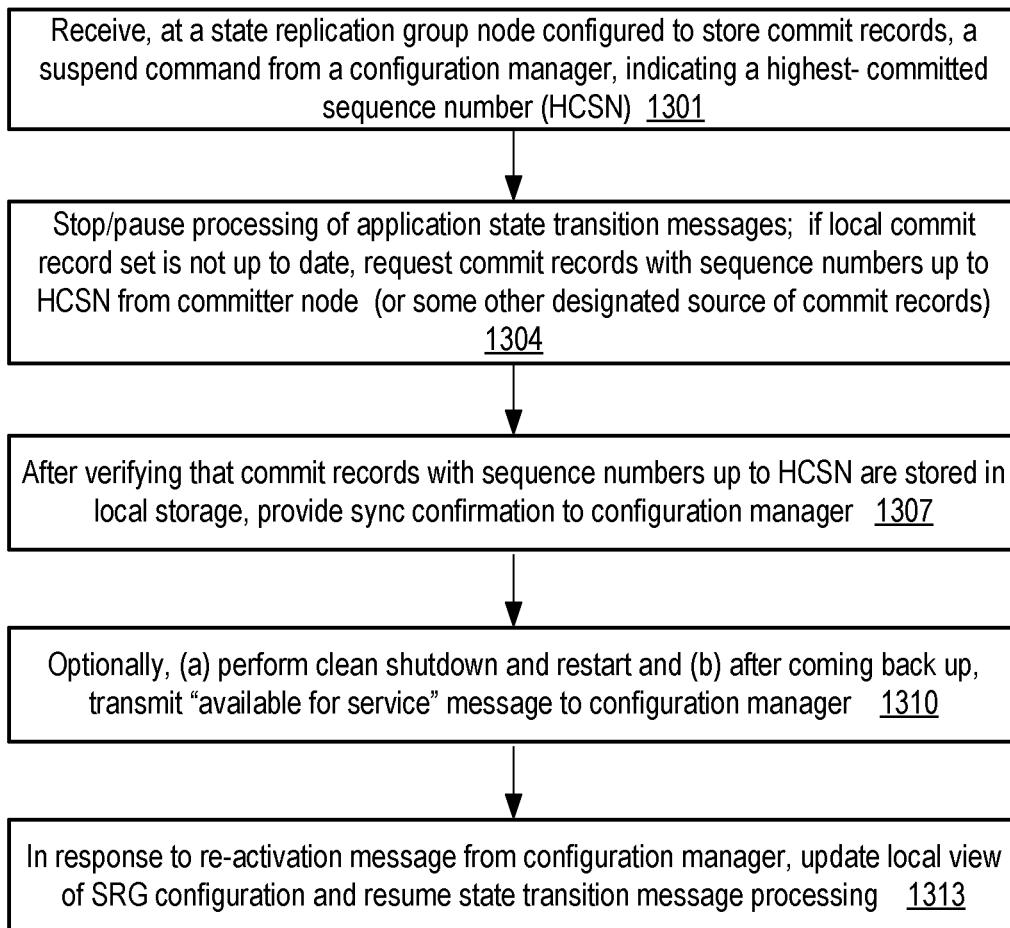 Receive, at a state replication group node configured to store commit records, a
suspend command from a configuration manager, indicating a highest- committed
sequence number (HCSN) 1301
Stop/pause processing of application state transition messages; if local commit
record set is not up to date, request commit records with sequence numbers up to
HCSN from committer node (or some other designated source of commit records)
1304
After verifying that commit records with sequence numbers up to HCSN are stored in
local storage, provide sync confirmation to configuration manager 1307
Optionally, (a) perform clean shutdown and restart and (b) after coming back up,
transmit “available for service” message to configuration manager 1310
In response to re-activation message from configuration manager, update local view
of SRG configuration and resume state transition message processing 1313